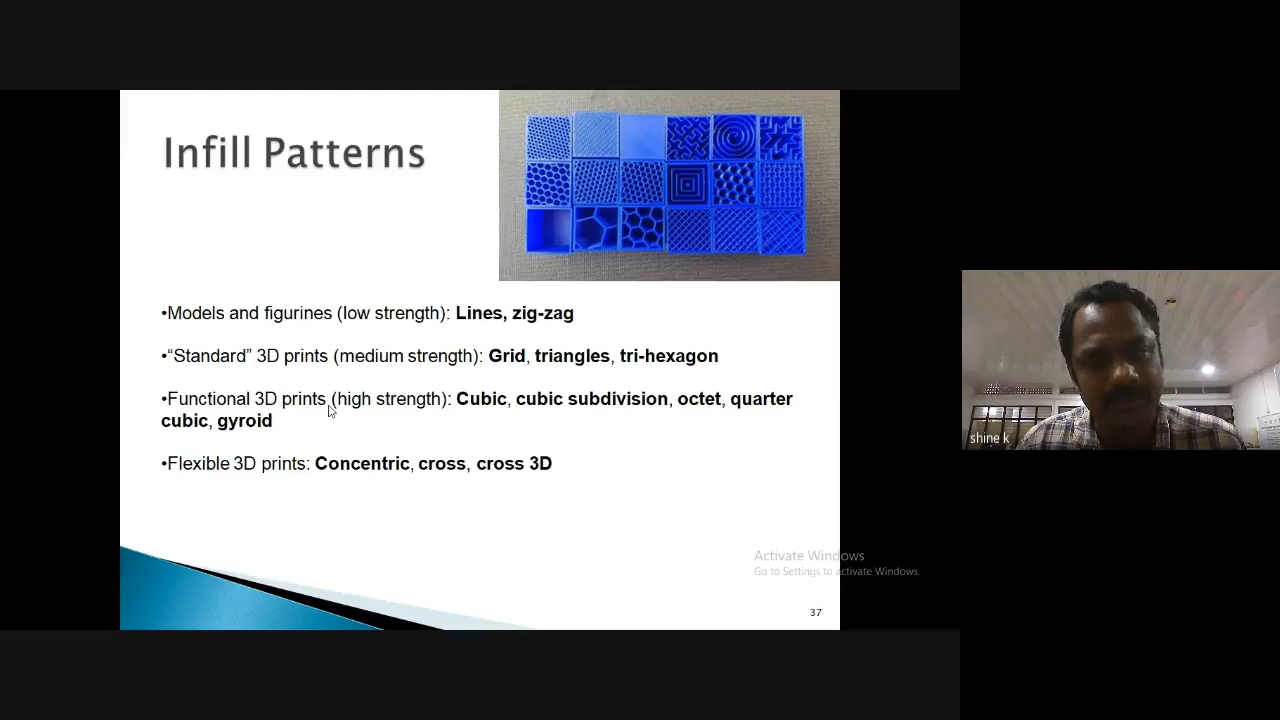 Infill Patterns
•Models and figurines (low strength): Lines, zig-zag
•“Standard” 3D prints (medium strength): Grid, triangles, tri-hexagon
•Functional 3D prints (high strength): Cubic, cubic subdivision, octet, quarter
cubic, gyroid
•Flexible 3D prints: Concentric, cross, cross 3D
shine k
Activate Windows
Go to Settings to activate Windows.
37